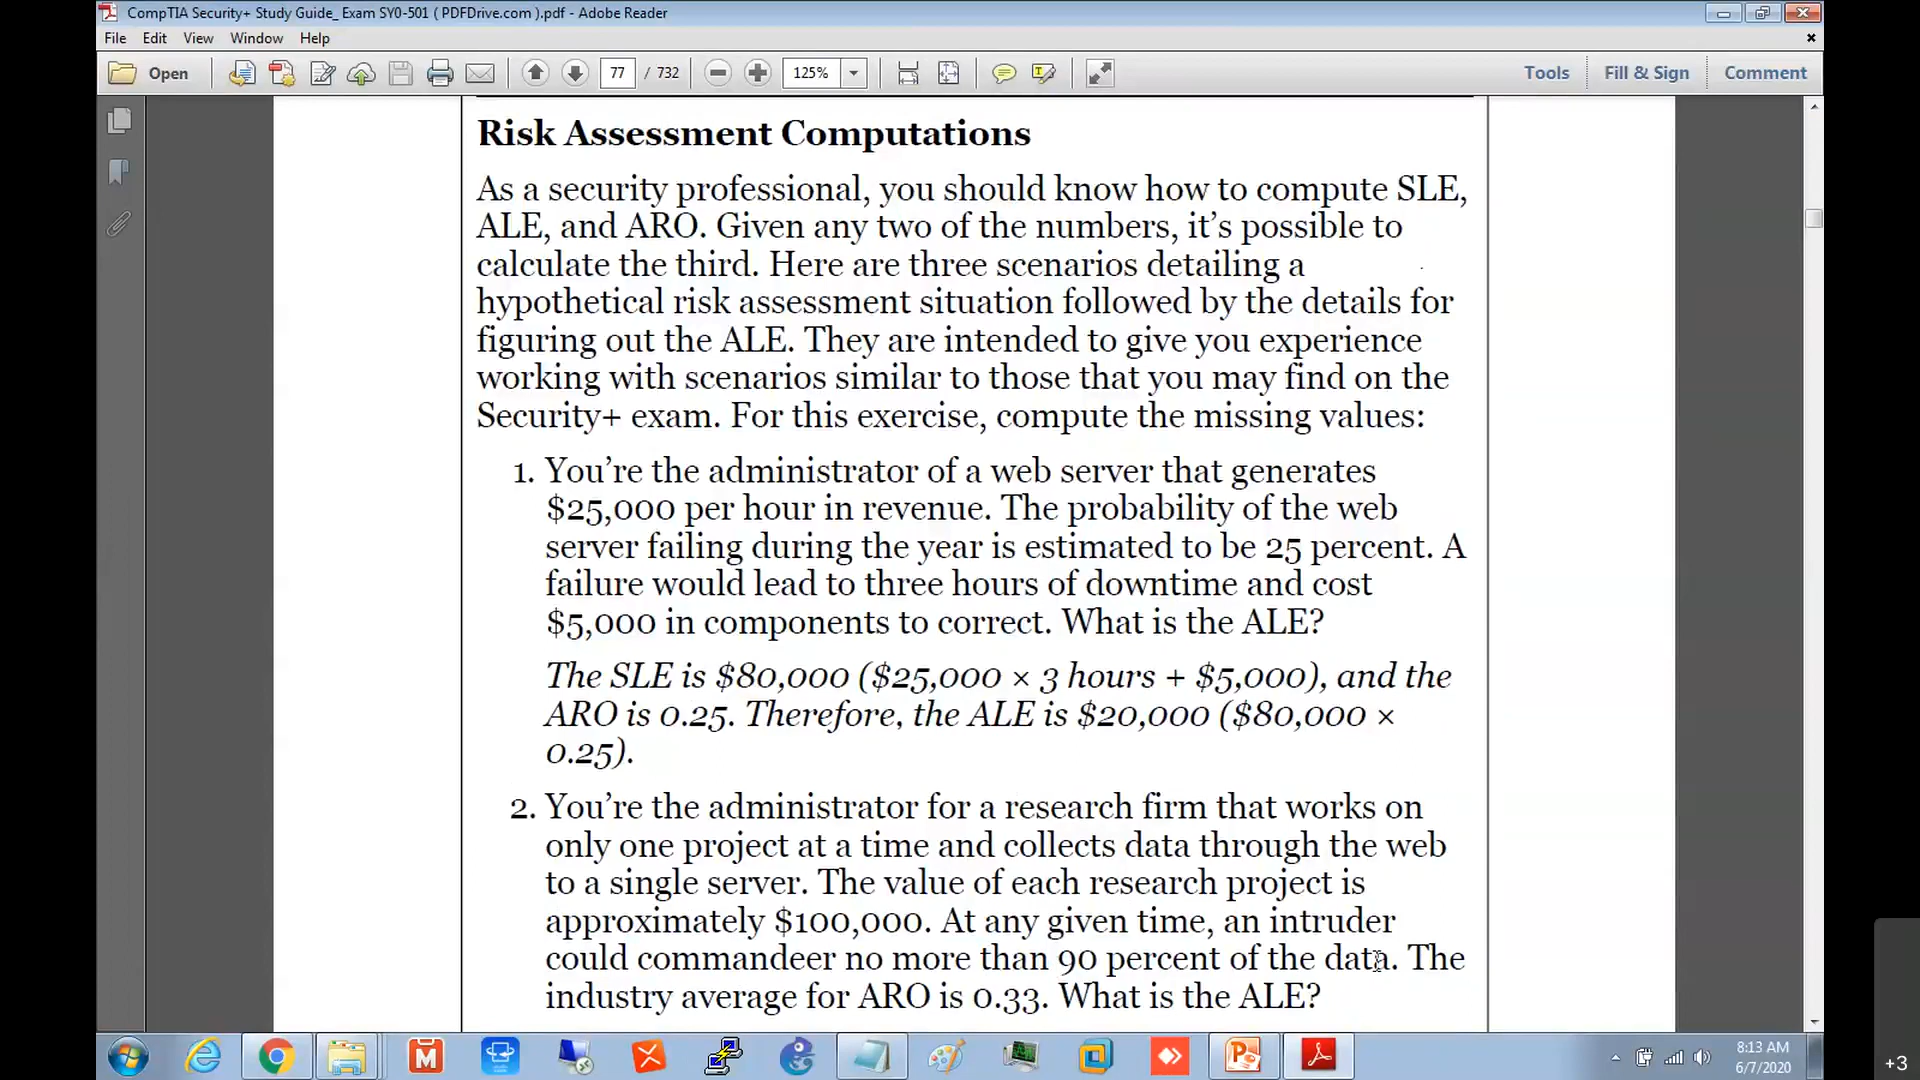 CompTIA Security+ Study Guide_ Exam SY0-501 ( PDFDrive.com ).pdf - Adobe Reader
File Edit View Window Help
Open 77 / 732 125% Tools Fill & Sign Comment
Risk Assessment Computations
As a security professional, you should know how to compute SLE,
ALE, and ARO. Given any two of the numbers, it’s possible to
calculate the third. Here are three scenarios detailing a
hypothetical risk assessment situation followed by the details for
figuring out the ALE. They are intended to give you experience
working with scenarios similar to those that you may find on the
Security+ exam. For this exercise, compute the missing values:
1. You’re the administrator of a web server that generates
$25,000 per hour in revenue. The probability of the web
server failing during the year is estimated to be 25 percent. A
failure would lead to three hours of downtime and cost
$5,000 in components to correct. What is the ALE?
The SLE is $80,000 ($25,000 × 3 hours + $5,000), and the
ARO is 0.25. Therefore, the ALE is $20,000 ($80,000 ×
0.25).
2. You’re the administrator for a research firm that works on
only one project at a time and collects data through the web
to a single server. The value of each research project is
approximately $100,000. At any given time, an intruder
could commandeer no more than 90 percent of the data. The
industry average for ARO is 0.33. What is the ALE?
8:13 AM
6/7/2020
+3